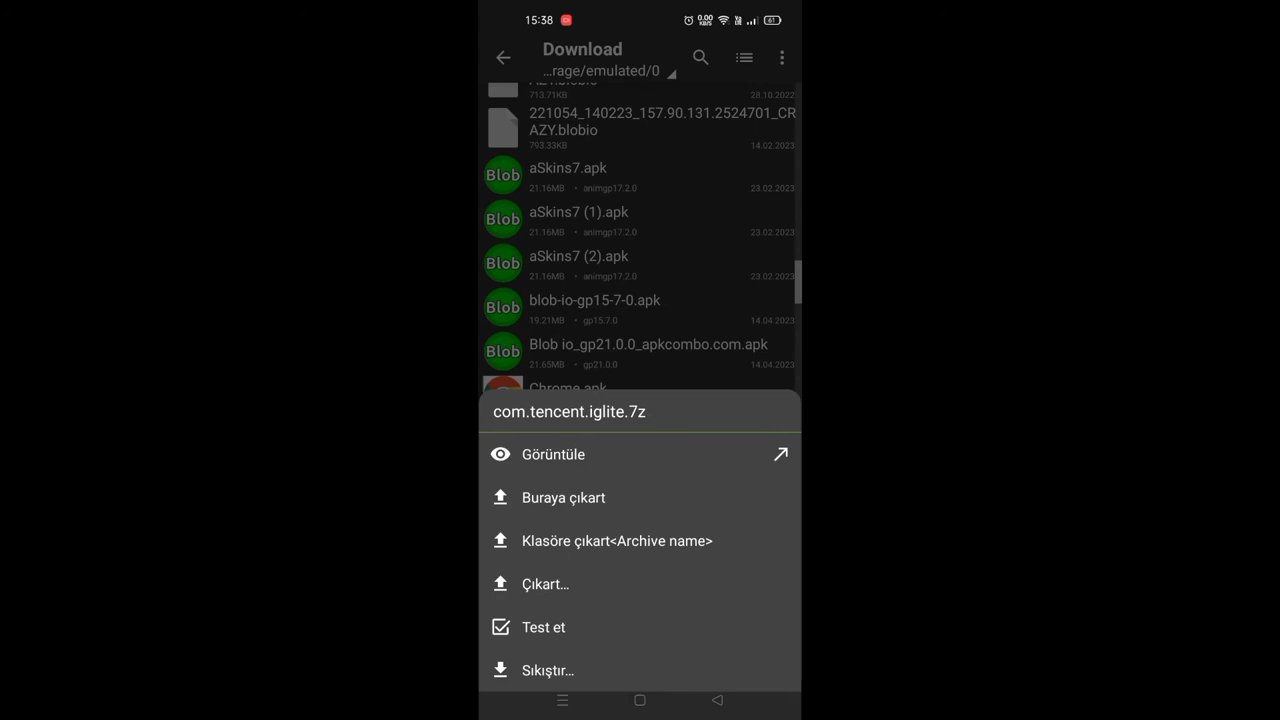 15:38
0.00
KB/S
61
Download
...rage/emulated/0
713.71KB
28.10.2022
221054_140223_157.90.131.2524701_CR
AZY.blobio
793.33KB
14.02.2023
Blob
aSkins7.apk
21.16MB • animgp17.2.0
23.02.2023
Blob
aSkins7 (1).apk
21.16MB • animgp17.2.0
23.02.2023
Blob
aSkins7 (2).apk
21.16MB • animgp17.2.0
23.02.2023
Blob
blob-io-gp15-7-0.apk
19.21MB • gp15.7.0
14.04.2023
Blob
Blob io_gp21.0.0_apkcombo.com.apk
21.65MB • gp21.0.0
14.04.2023
Chrome.apk
com.tencent.iglite.7z
Görüntüle
Buraya çıkart
Klasöre çıkart<Archive name>
Çıkart...
Test et
Sıkıştır...